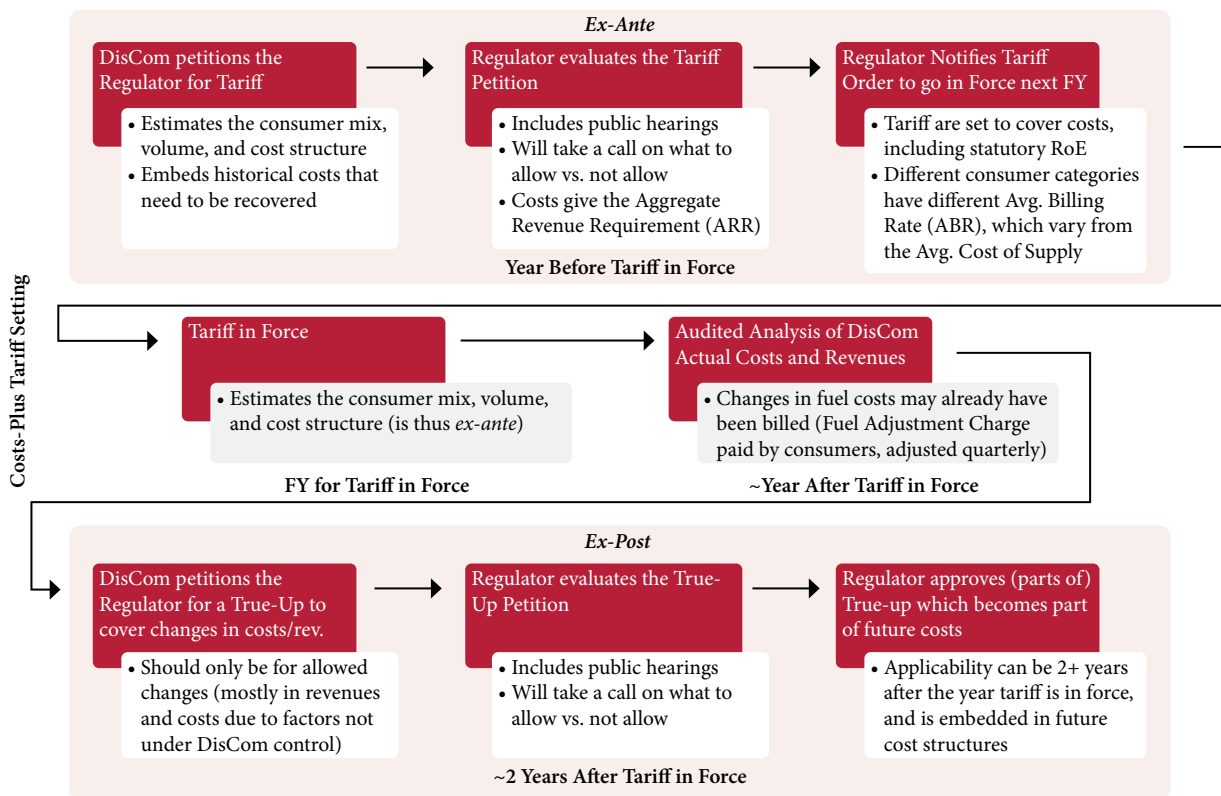 Ex-Ante
DisCom petitions the
Regulator for Tariff
• Estimates the consumer mix,
volume, and cost structure
• Embeds historical costs that
need to be recovered
Regulator evaluates the Tariff
Petition
• Includes public hearings
• Will take a call on what to
allow vs. not allow
• Costs give the Aggregate
Revenue Requirement (ARR)
Regulator Notifies Tariff
Order to go in Force next FY
• Tariff are set to cover costs,
including statutory RoE
• Different consumer categories
have different Avg. Billing
Rate (ABR), which vary from
the Avg. Cost of Supply
Year Before Tariff in Force
Costs-Plus Tariff Setting
Tariff in Force
• Estimates the consumer mix, volume,
and cost structure (is thus ex-ante)
FY for Tariff in Force
Audited Analysis of DisCom
Actual Costs and Revenues
• Changes in fuel costs may already have
been billed (Fuel Adjustment Charge
paid by consumers, adjusted quarterly)
~Year After Tariff in Force
Ex-Post
DisCom petitions the
Regulator for a True-Up to
cover changes in costs/rev.
• Should only be for allowed
changes (mostly in revenues
and costs due to factors not
under DisCom control)
Regulator evaluates the True-
Up Petition
• Includes public hearings
• Will take a call on what to
allow vs. not allow
Regulator approves (parts of)
True-up which becomes part
of future costs
• Applicability can be 2+ years
after the year tariff is in force,
and is embedded in future
cost structures
~2 Years After Tariff in Force